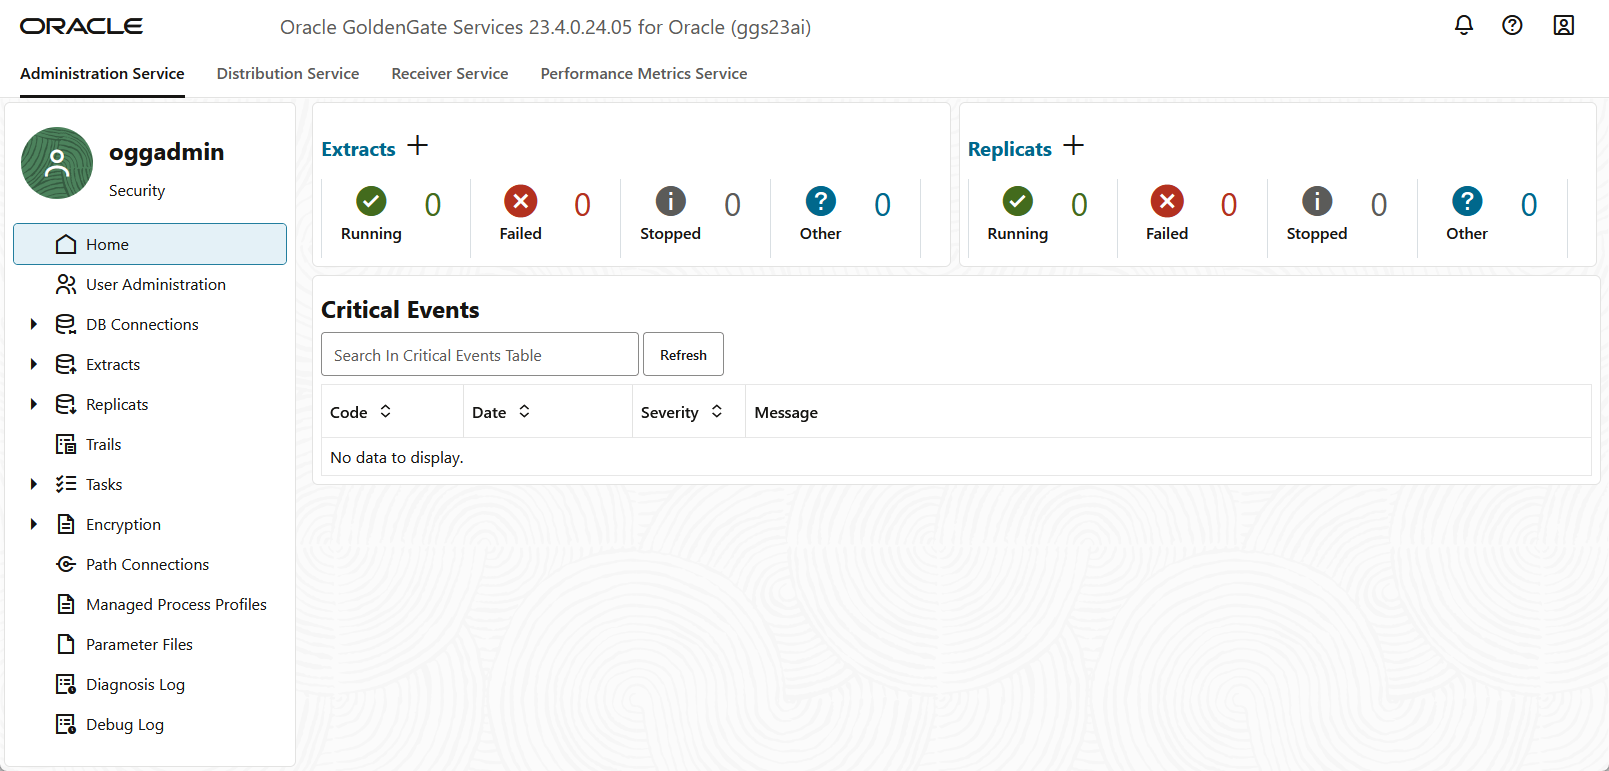 ORACLE
Oracle GoldenGate Services 23.4.0.24.05 for Oracle (ggs23ai)
Administration Service Distribution Service Receiver Service Performance Metrics Service
oggadmin
Security
Home
User Administration
DB Connections
Extracts
Replicats
Trails
Tasks
Encryption
Path Connections
Managed Process Profiles
Parameter Files
Diagnosis Log
Debug Log
Extracts
0 0 0 0
Running Failed Stopped Other
Replicats
0 0 0 0
Running Failed Stopped Other
Critical Events
Search In Critical Events Table Refresh
Code Date Severity Message
No data to display.